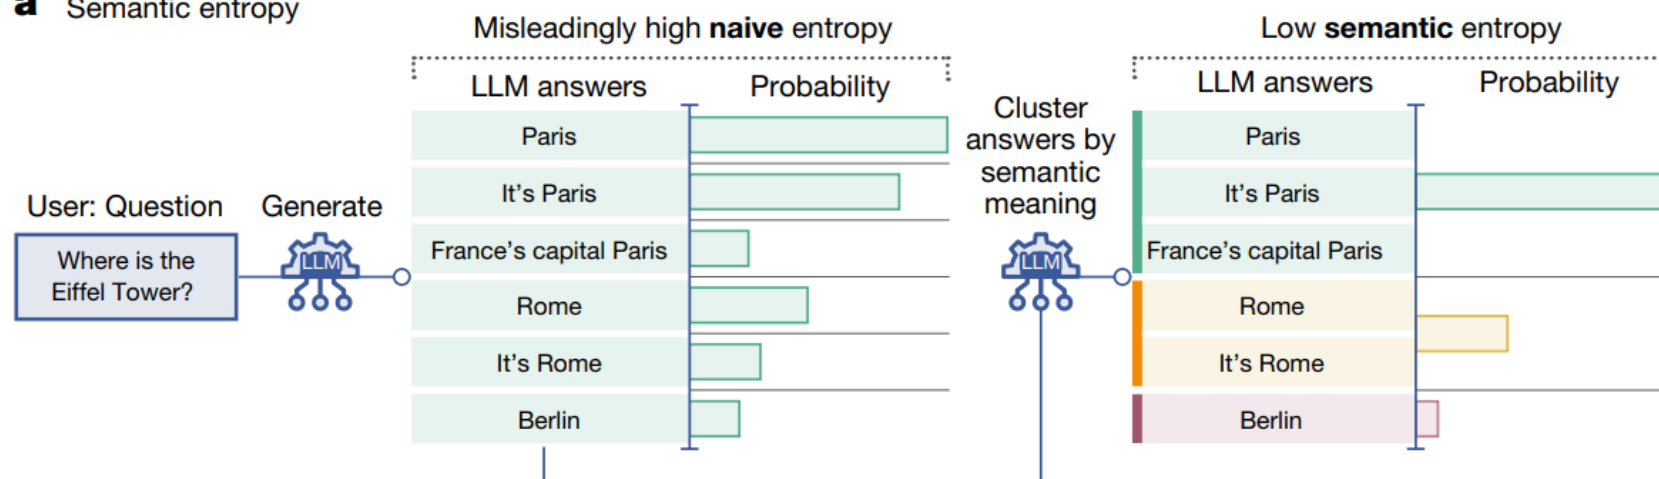 a Semantic entropy
Misleadingly high naive entropy
Low semantic entropy
LLM answers
Probability
LLM answers
Probability
Cluster
answers by
semantic
meaning
User: Question
Generate
Where is the
Eiffel Tower?
LLM
Paris
It's Paris
France's capital Paris
Rome
It's Rome
Berlin
LLM
Paris
It's Paris
France's capital Paris
Rome
It's Rome
Berlin